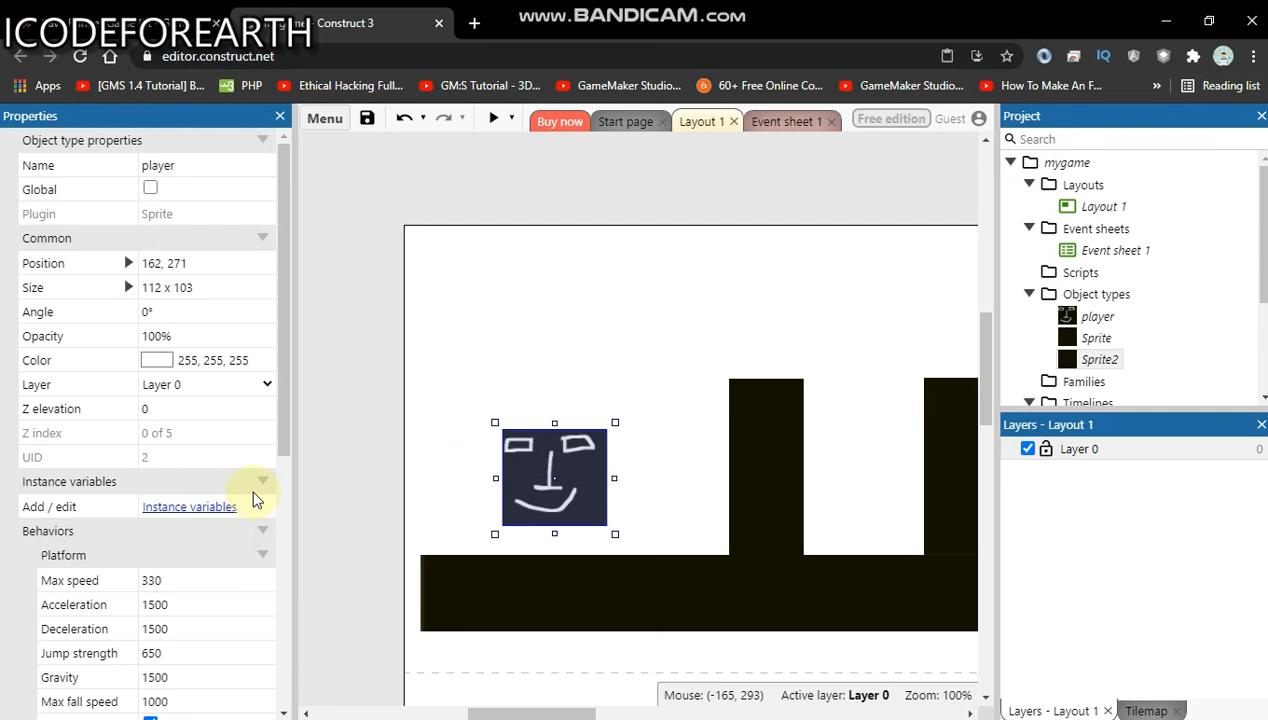 www.BANDICAM.com
ICODEFOREARTH
Construct 3
editor.construct.net
Apps
[GMS 1.4 Tutorial] B...
PHP
Ethical Hacking Full...
GM:S Tutorial - 3D...
GameMaker Studio...
60+ Free Online Co...
GameMaker Studio...
How To Make An F...
»
Reading list
Properties
Object type properties
Name player
Global
Plugin Sprite
Common
Position 162, 271
Size 112 x 103
Angle 0°
Opacity 100%
Color 255, 255, 255
Layer Layer 0
Z elevation 0
Z index 0 of 5
UID 2
Instance variables
Add / edit Instance variables
Behaviors
Platform
Max speed 330
Acceleration 1500
Deceleration 1500
Jump strength 650
Gravity 1500
Max fall speed 1000
Menu
Buy now
Start page
Layout 1
Event sheet 1
Free edition
Guest
Mouse: (-165, 293) Active layer: Layer 0 Zoom: 100%
Project
Search
mygame
Layouts
Layout 1
Event sheets
Event sheet 1
Scripts
Object types
player
Sprite
Sprite2
Families
Timelines
Layers - Layout 1
Layer 0 0
Layers - Layout 1
Tilemap